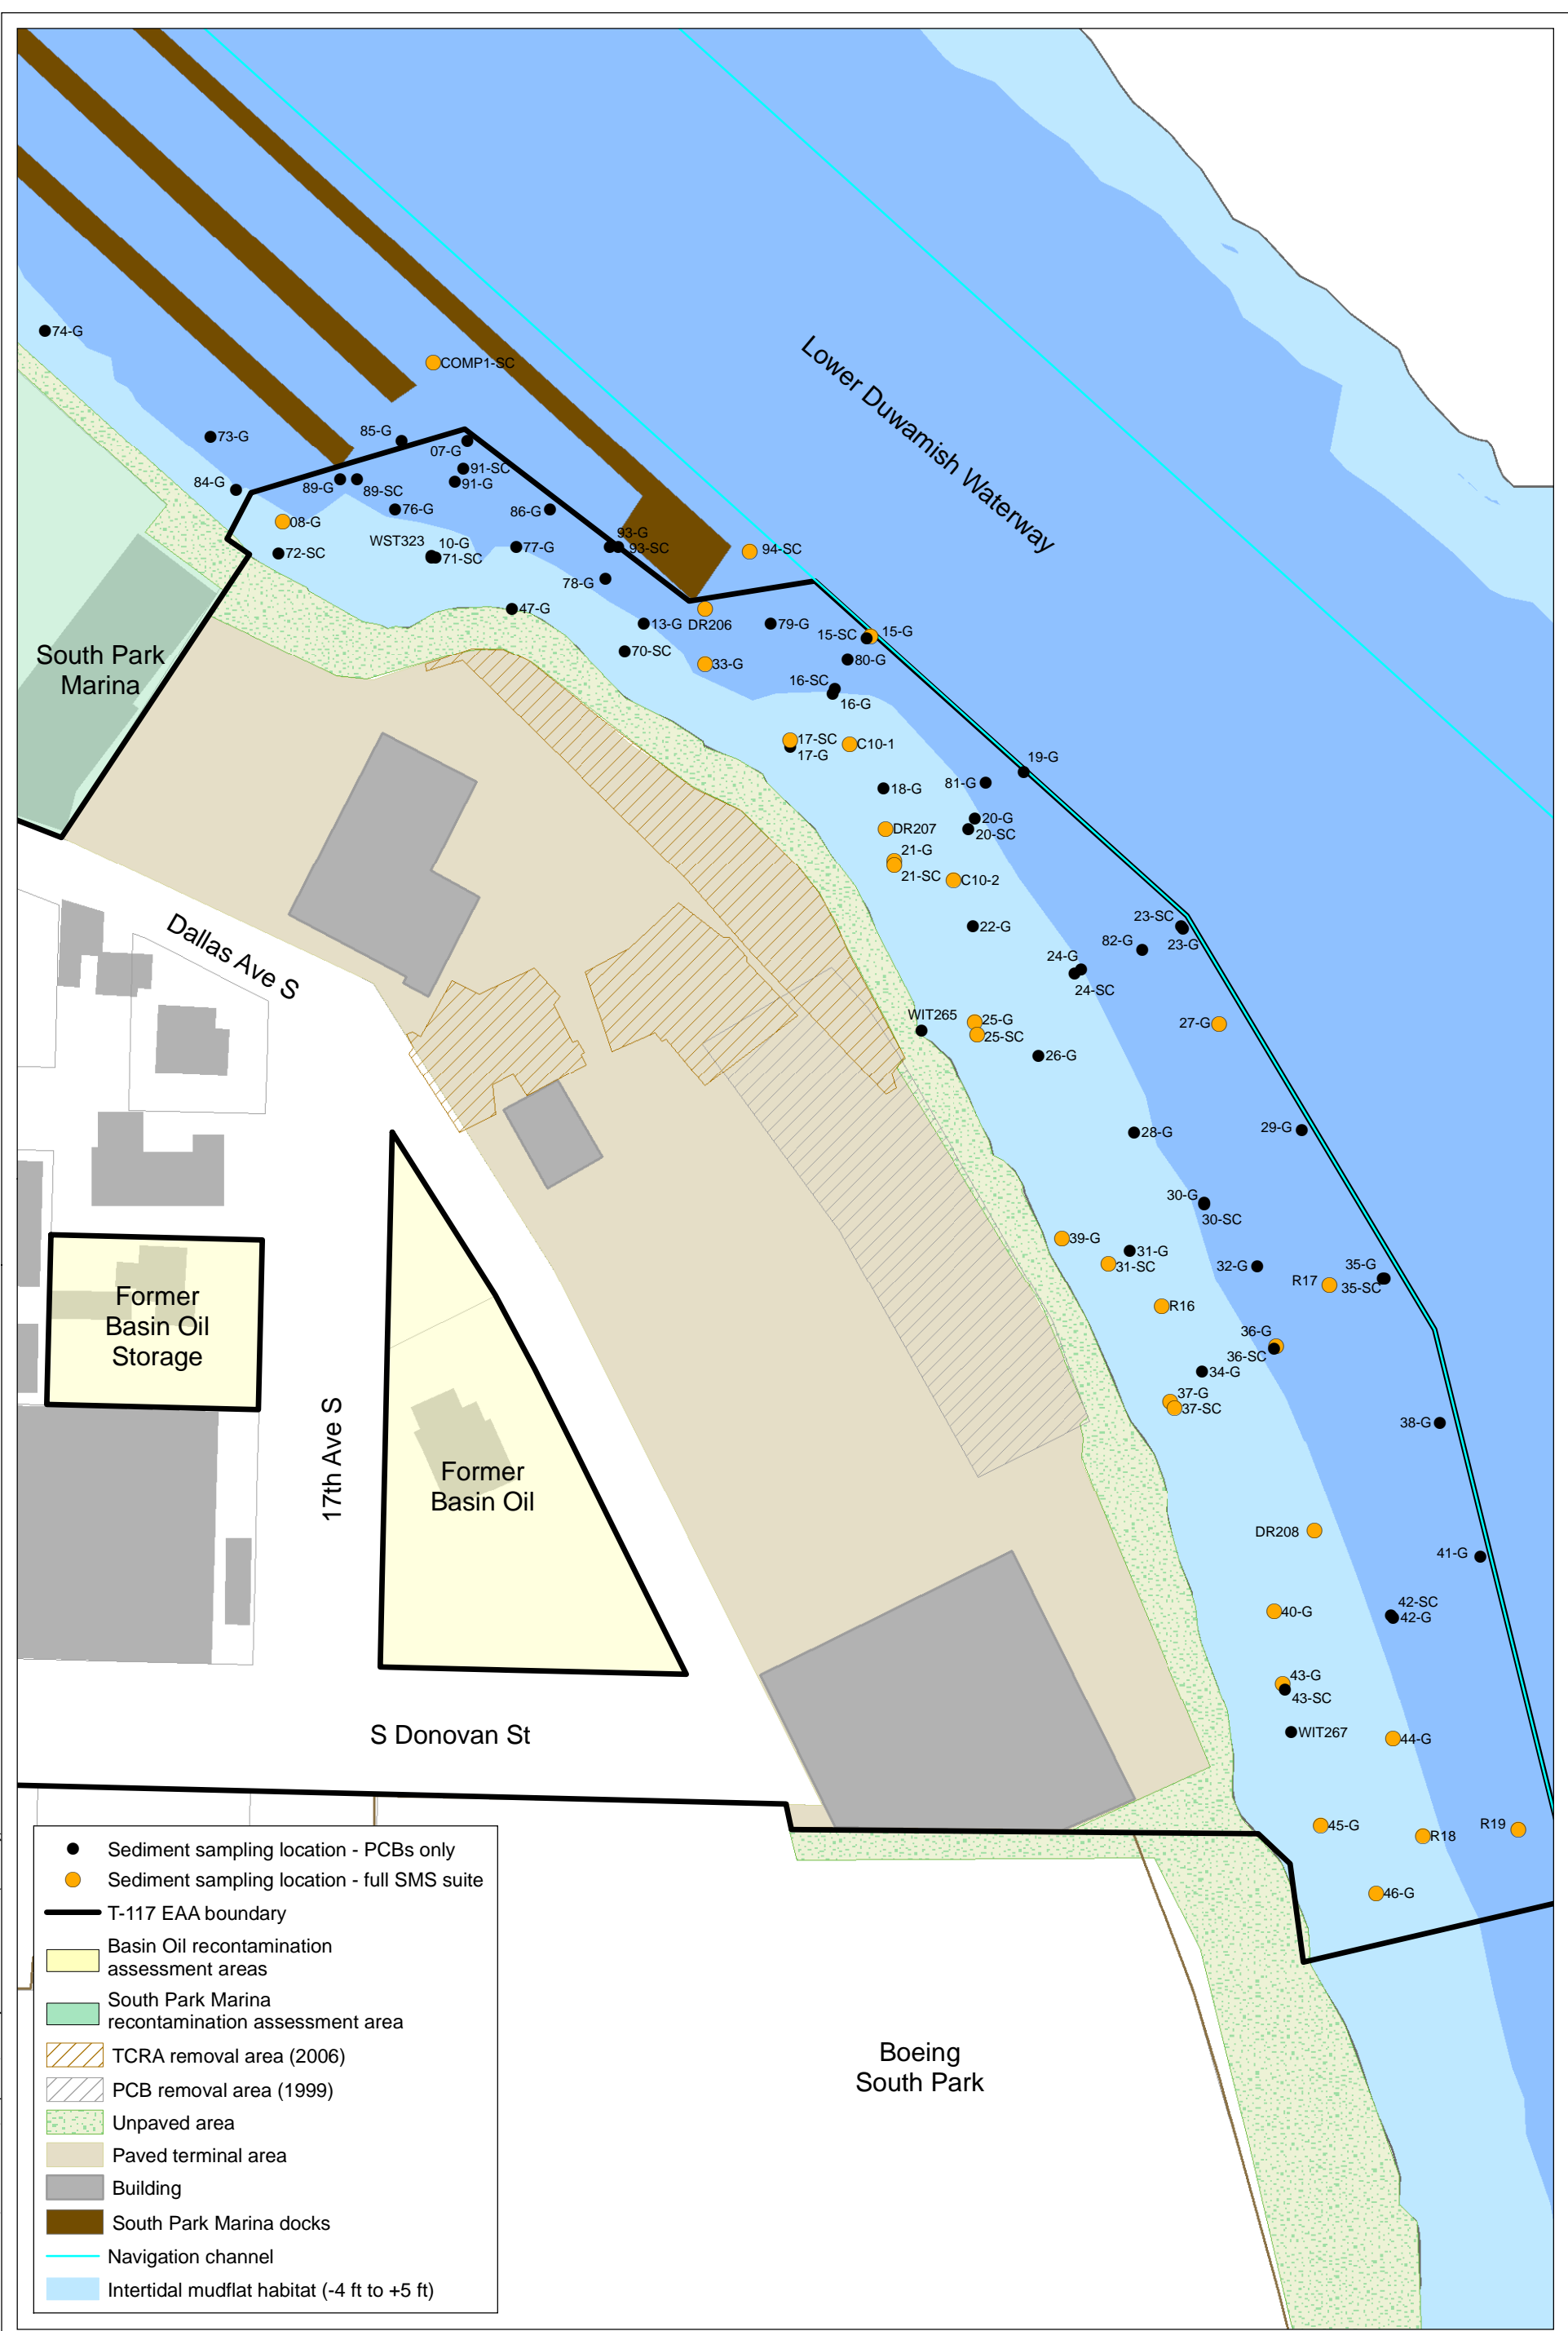 74-G
COMP1-SC
Lower Duwamish Waterway
73-G
85-G
07-G
91-SC
91-G
84-G
89-G
89-SC
76-G
86-G
08-G
WST323
10-G
71-SC
72-SC
77-G
93-G
93-SC
94-SC
78-G
47-G
13-G
DR206
79-G
15-SC
15-G
South Park
Marina
70-SC
33-G
80-G
16-SC
16-G
17-SC
17-G
C10-1
19-G
18-G
81-G
DR207
20-G
20-SC
21-G
21-SC
C10-2
Dallas Ave S
22-G
23-SC
23-G
82-G
24-G
24-SC
WIT265
25-G
25-SC
27-G
26-G
28-G
29-G
30-G
30-SC
39-G
31-G
31-SC
32-G
35-G
R17
35-SC
R16
Former
Basin Oil
Storage
36-G
36-SC
34-G
37-G
37-SC
38-G
17th Ave S
Former
Basin Oil
DR208
41-G
40-G
42-SC
42-G
43-G
43-SC
WIT267
44-G
S Donovan St
45-G
R18
R19
46-G
Sediment sampling location - PCBs only
Sediment sampling location - full SMS suite
T-117 EAA boundary
Basin Oil recontamination
assessment areas
South Park Marina
recontamination assessment area
TCRA removal area (2006)
PCB removal area (1999)
Unpaved area
Paved terminal area
Building
South Park Marina docks
Navigation channel
Intertidal mudflat habitat (-4 ft to +5 ft)
Boeing
South Park